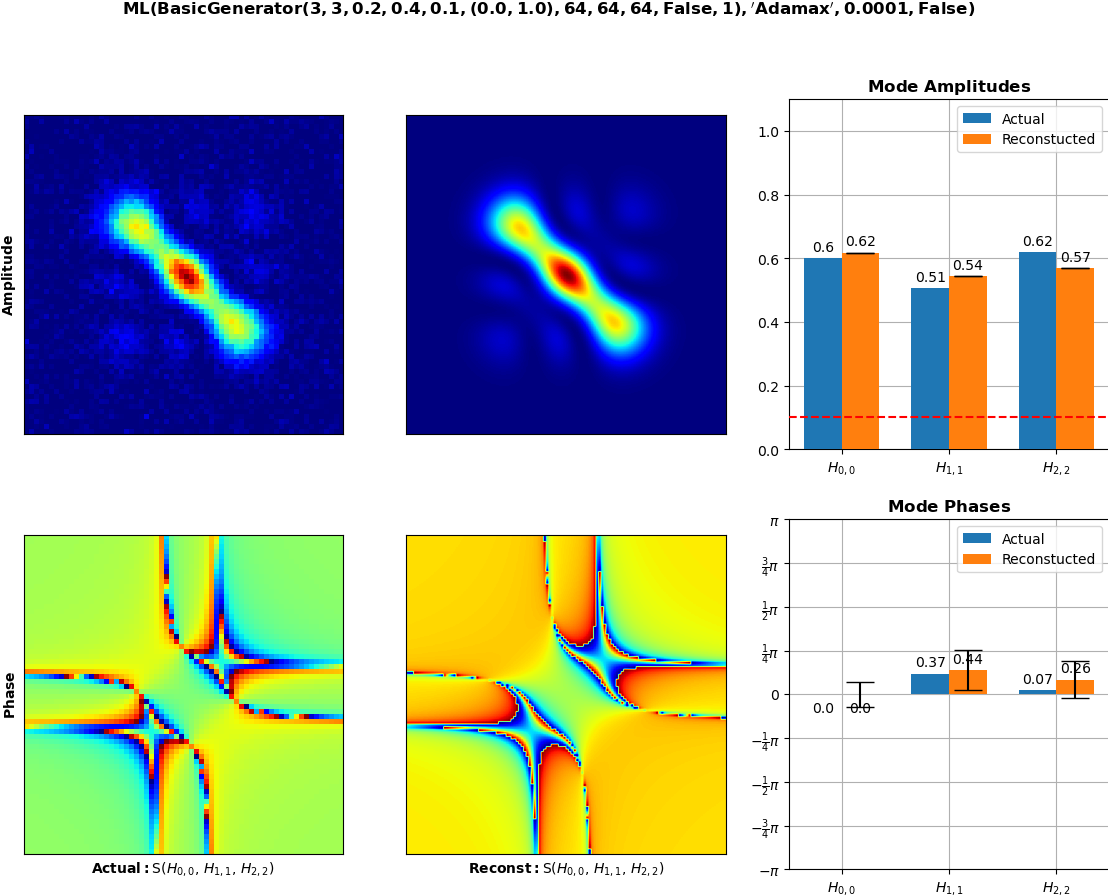 ML(BasicGenerator(3, 3, 0.2, 0.4, 0.1, (0.0, 1.0), 64, 64, 64, False, 1), ′Adamax′, 0.0001, False)
Amplitude
Mode Amplitudes
Actual
Reconstucted
1.0
0.8
0.6
0.4
0.2
0.0
0.6
0.62
0.51
0.54
0.62
0.57
H0,0
H1,1
H2,2
Phase
Actual: S(H0,0, H1,1, H2,2)
Reconst: S(H0,0, H1,1, H2,2)
Mode Phases
Actual
Reconstucted
π
3/4π
1/2π
1/4π
0
−1/4π
−1/2π
−3/4π
−π
0.0
0.0
0.37
0.44
0.07
0.26
H0,0
H1,1
H2,2